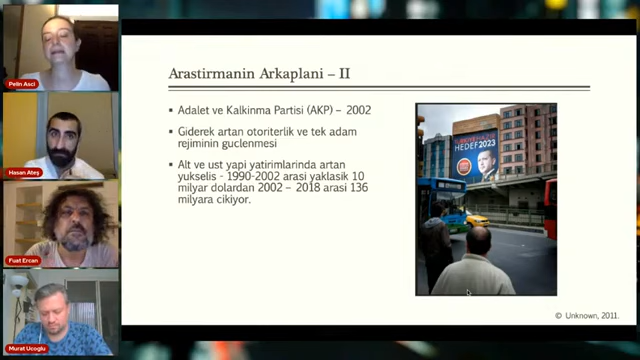 Pelin Asci
Hasan Ateş
Fuat Ercan
Murat Ucoglu
Arastirmanin Arkaplani – II
▪ Adalet ve Kalkinma Partisi (AKP) – 2002
▪ Giderek artan otoriterlik ve tek adam
rejiminin guclenmesi
▪ Alt ve ust yapi yatirimlarinda artan
yukselis - 1990-2002 arasi yaklasik 10
milyar dolardan 2002 – 2018 arasi 136
milyara cikiyor.
HEDEF 2023
© Unknown, 2011.